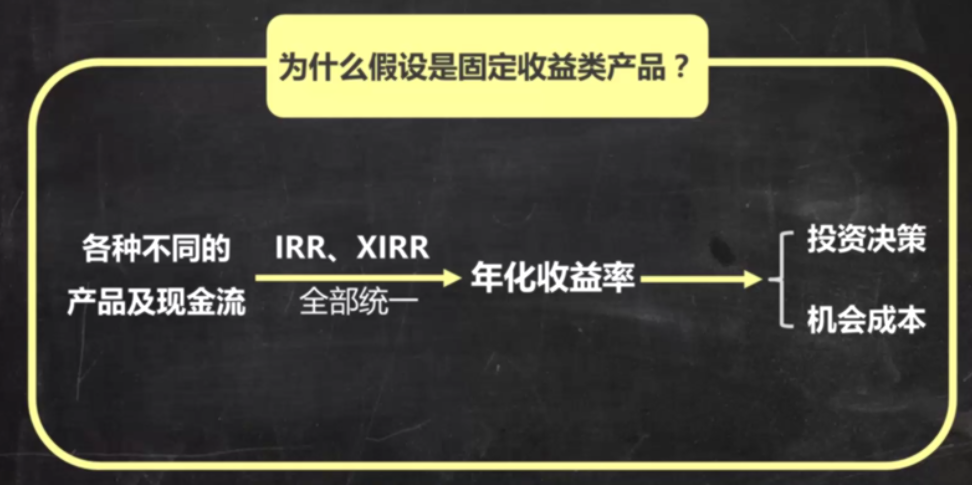 为什么假设是固定收益类产品？
各种不同的
产品及现金流
IRR、XIRR
全部统一
年化收益率
投资决策
机会成本